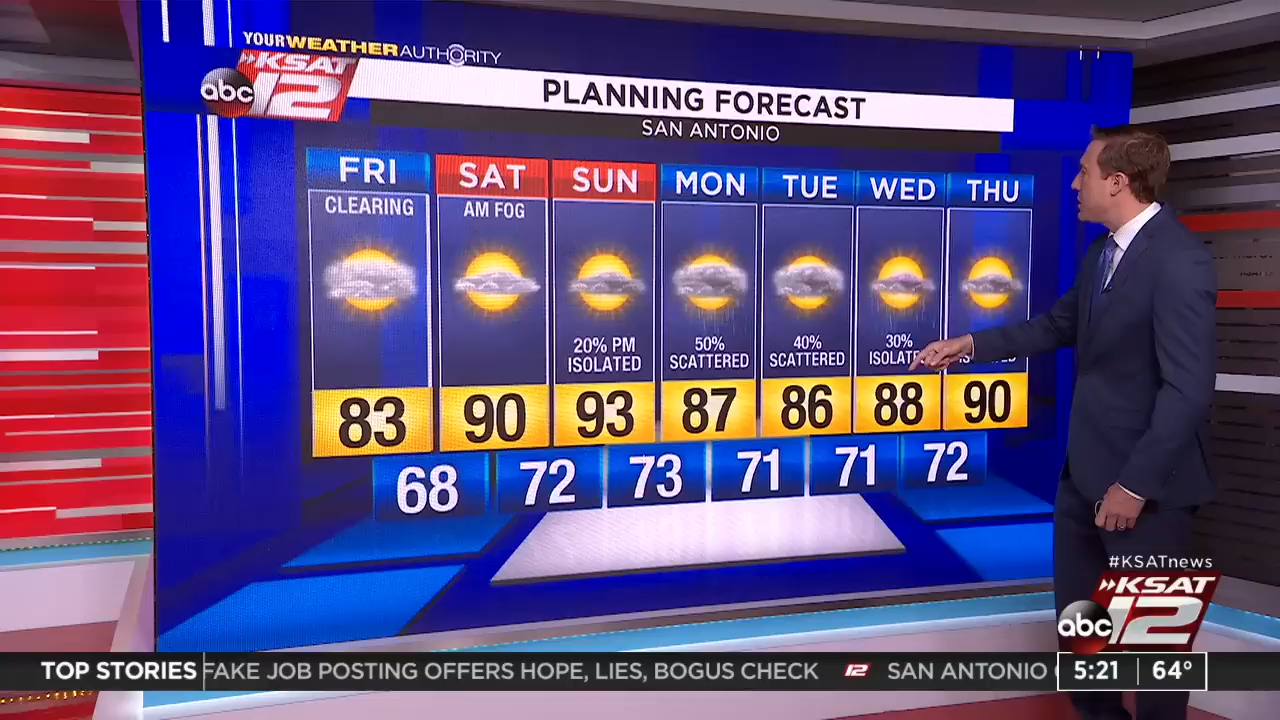 YOUR WEATHER AUTHORITY
KSAT
abc 12
PLANNING FORECAST
SAN ANTONIO
FRI SAT SUN MON TUE WED THU
CLEARING AM FOG
20% PM ISOLATED 50% SCATTERED 40% SCATTERED 30%
83 90 93 87 86 88 90
68 72 73 71 71 72
#KSATnews
KSAT
abc 12
TOP STORIES FAKE JOB POSTING OFFERS HOPE, LIES, BOGUS CHECK 12 SAN ANTONIO 5:21 64°